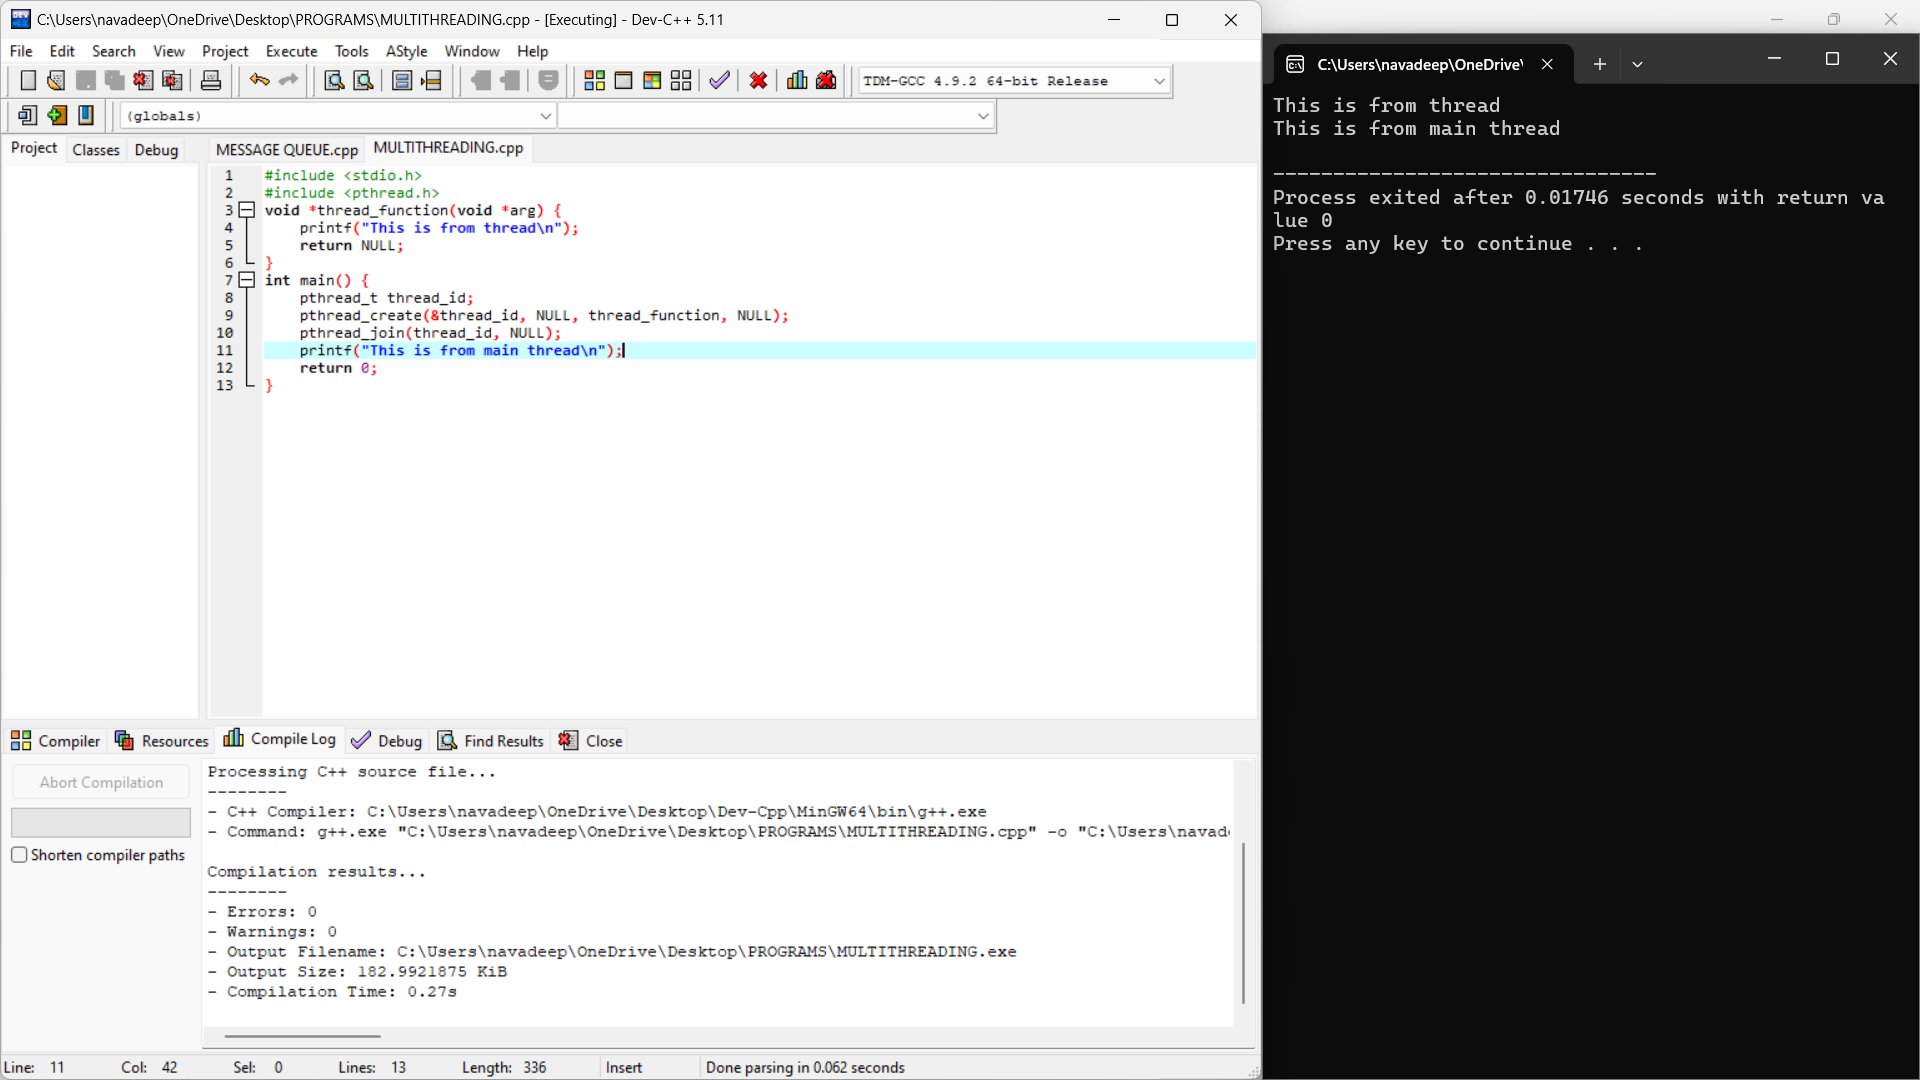 C:\Users\navadeep\OneDrive\Desktop\PROGRAMS\MULTITHREADING.cpp - [Executing] - Dev-C++ 5.11
File Edit Search View Project Execute Tools AStyle Window Help
TDM-GCC 4.9.2 64-bit Release
(globals)
Project Classes Debug
MESSAGE QUEUE.cpp MULTITHREADING.cpp
1 #include <stdio.h>
2 #include <pthread.h>
3 void *thread_function(void *arg) {
4 printf("This is from thread\n");
5 return NULL;
6 }
7 int main() {
8 pthread_t thread_id;
9 pthread_create(&thread_id, NULL, thread_function, NULL);
10 pthread_join(thread_id, NULL);
11 printf("This is from main thread\n");
12 return 0;
13 }
Compiler Resources Compile Log Debug Find Results Close
Abort Compilation
Shorten compiler paths
Processing C++ source file...
--------
- C++ Compiler: C:\Users\navadeep\OneDrive\Desktop\Dev-Cpp\MinGW64\bin\g++.exe
- Command: g++.exe "C:\Users\navadeep\OneDrive\Desktop\PROGRAMS\MULTITHREADING.cpp" -o "C:\Users\navad
Compilation results...
--------
- Errors: 0
- Warnings: 0
- Output Filename: C:\Users\navadeep\OneDrive\Desktop\PROGRAMS\MULTITHREADING.exe
- Output Size: 182.9921875 KiB
- Compilation Time: 0.27s
Line: 11 Col: 42 Sel: 0 Lines: 13 Length: 336 Insert Done parsing in 0.062 seconds
C:\Users\navadeep\OneDrive\
This is from thread
This is from main thread
--------------------------------
Process exited after 0.01746 seconds with return va
lue 0
Press any key to continue . . .